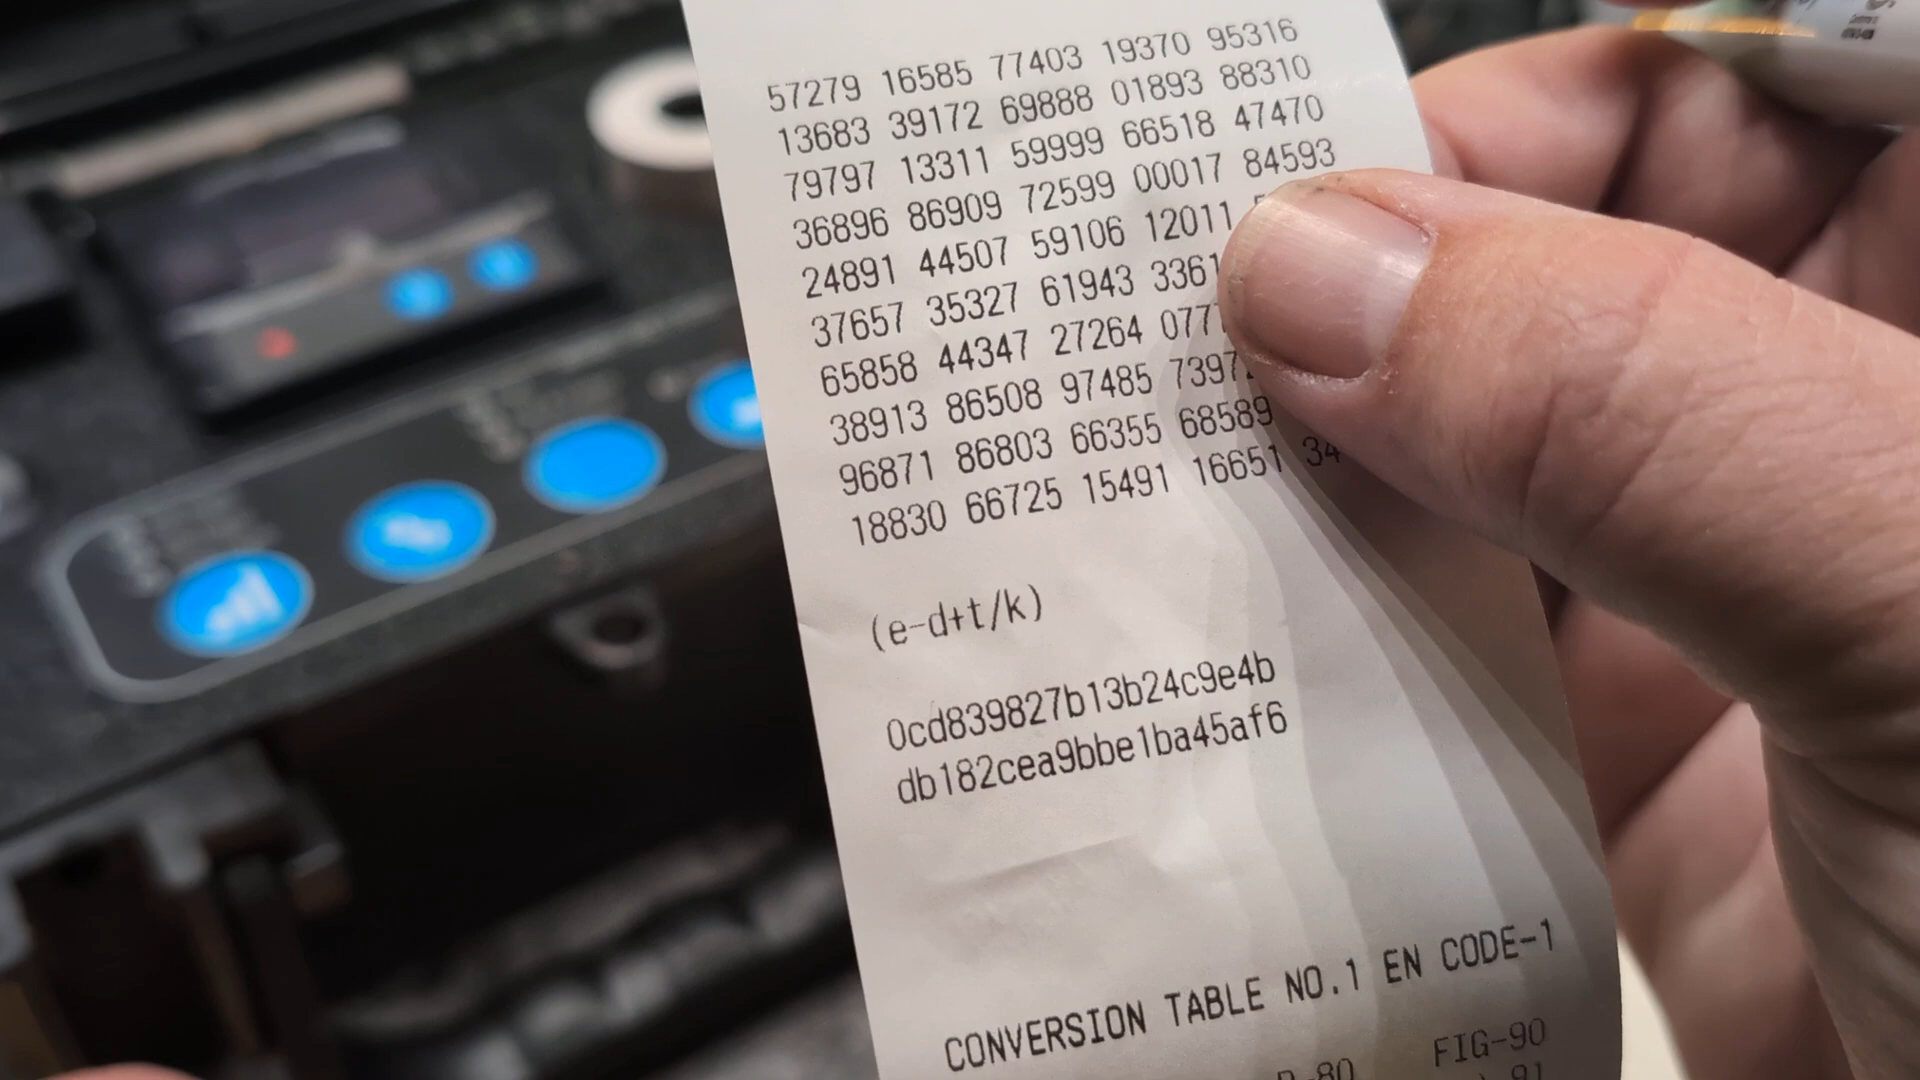 57279 16585 77403 19370 95316
13683 39172 69888 01893 88310
79797 13311 59999 66518 47470
36896 86909 72599 00017 84593
24891 44507 59106 12011
37657 35327 61943
65858 44347 27264
38913 86508 97485
96871 86803 66355 68589
18830 66725 15491 16651
(e-d+t/k)
0cd839827b13b24c9e4b
db182cea9bbe1ba45af6
CONVERSION TABLE NO.1 EN CODE-1
FIG-90